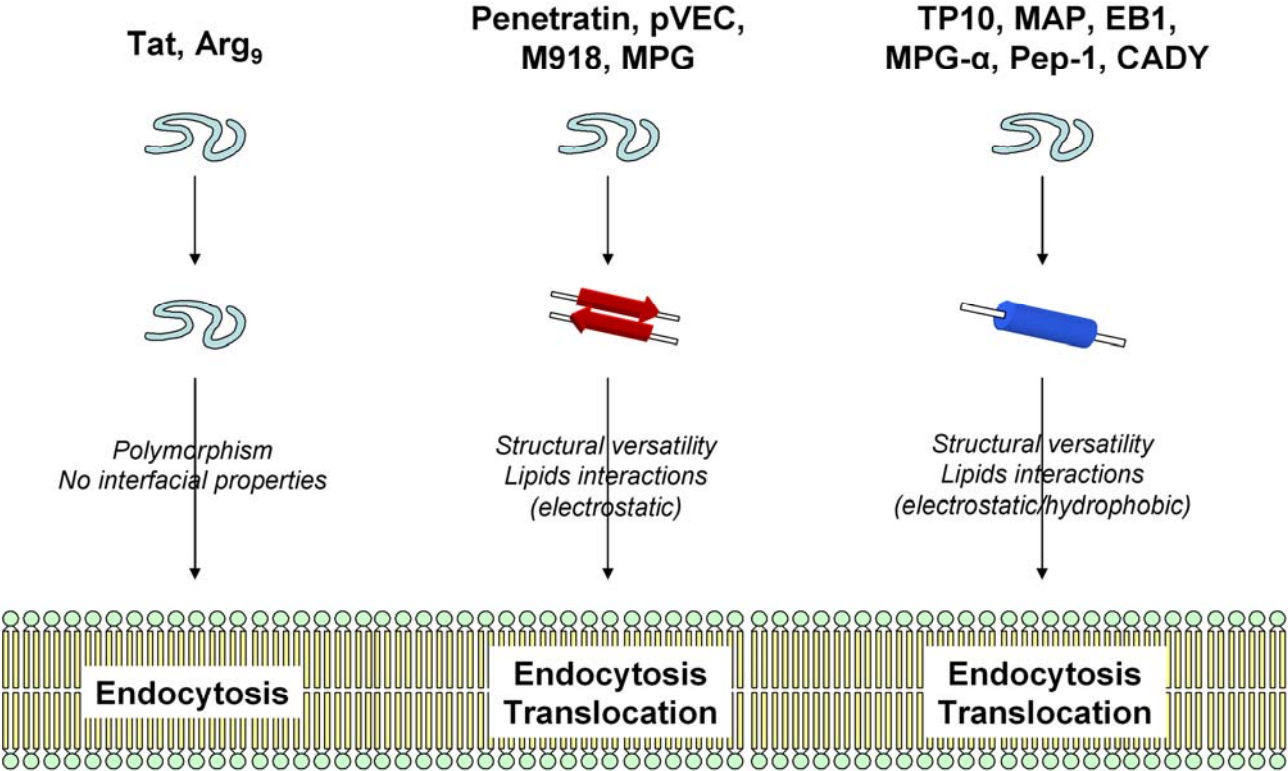 Tat, Arg₉
Penetratin, pVEC,
M918, MPG
TP10, MAP, EB1,
MPG-α, Pep-1, CADY
Polymorphism
No interfacial properties
Structural versatility
Lipids interactions
(electrostatic)
Structural versatility
Lipids interactions
(electrostatic/hydrophobic)
Endocytosis
Endocytosis
Translocation
Endocytosis
Translocation